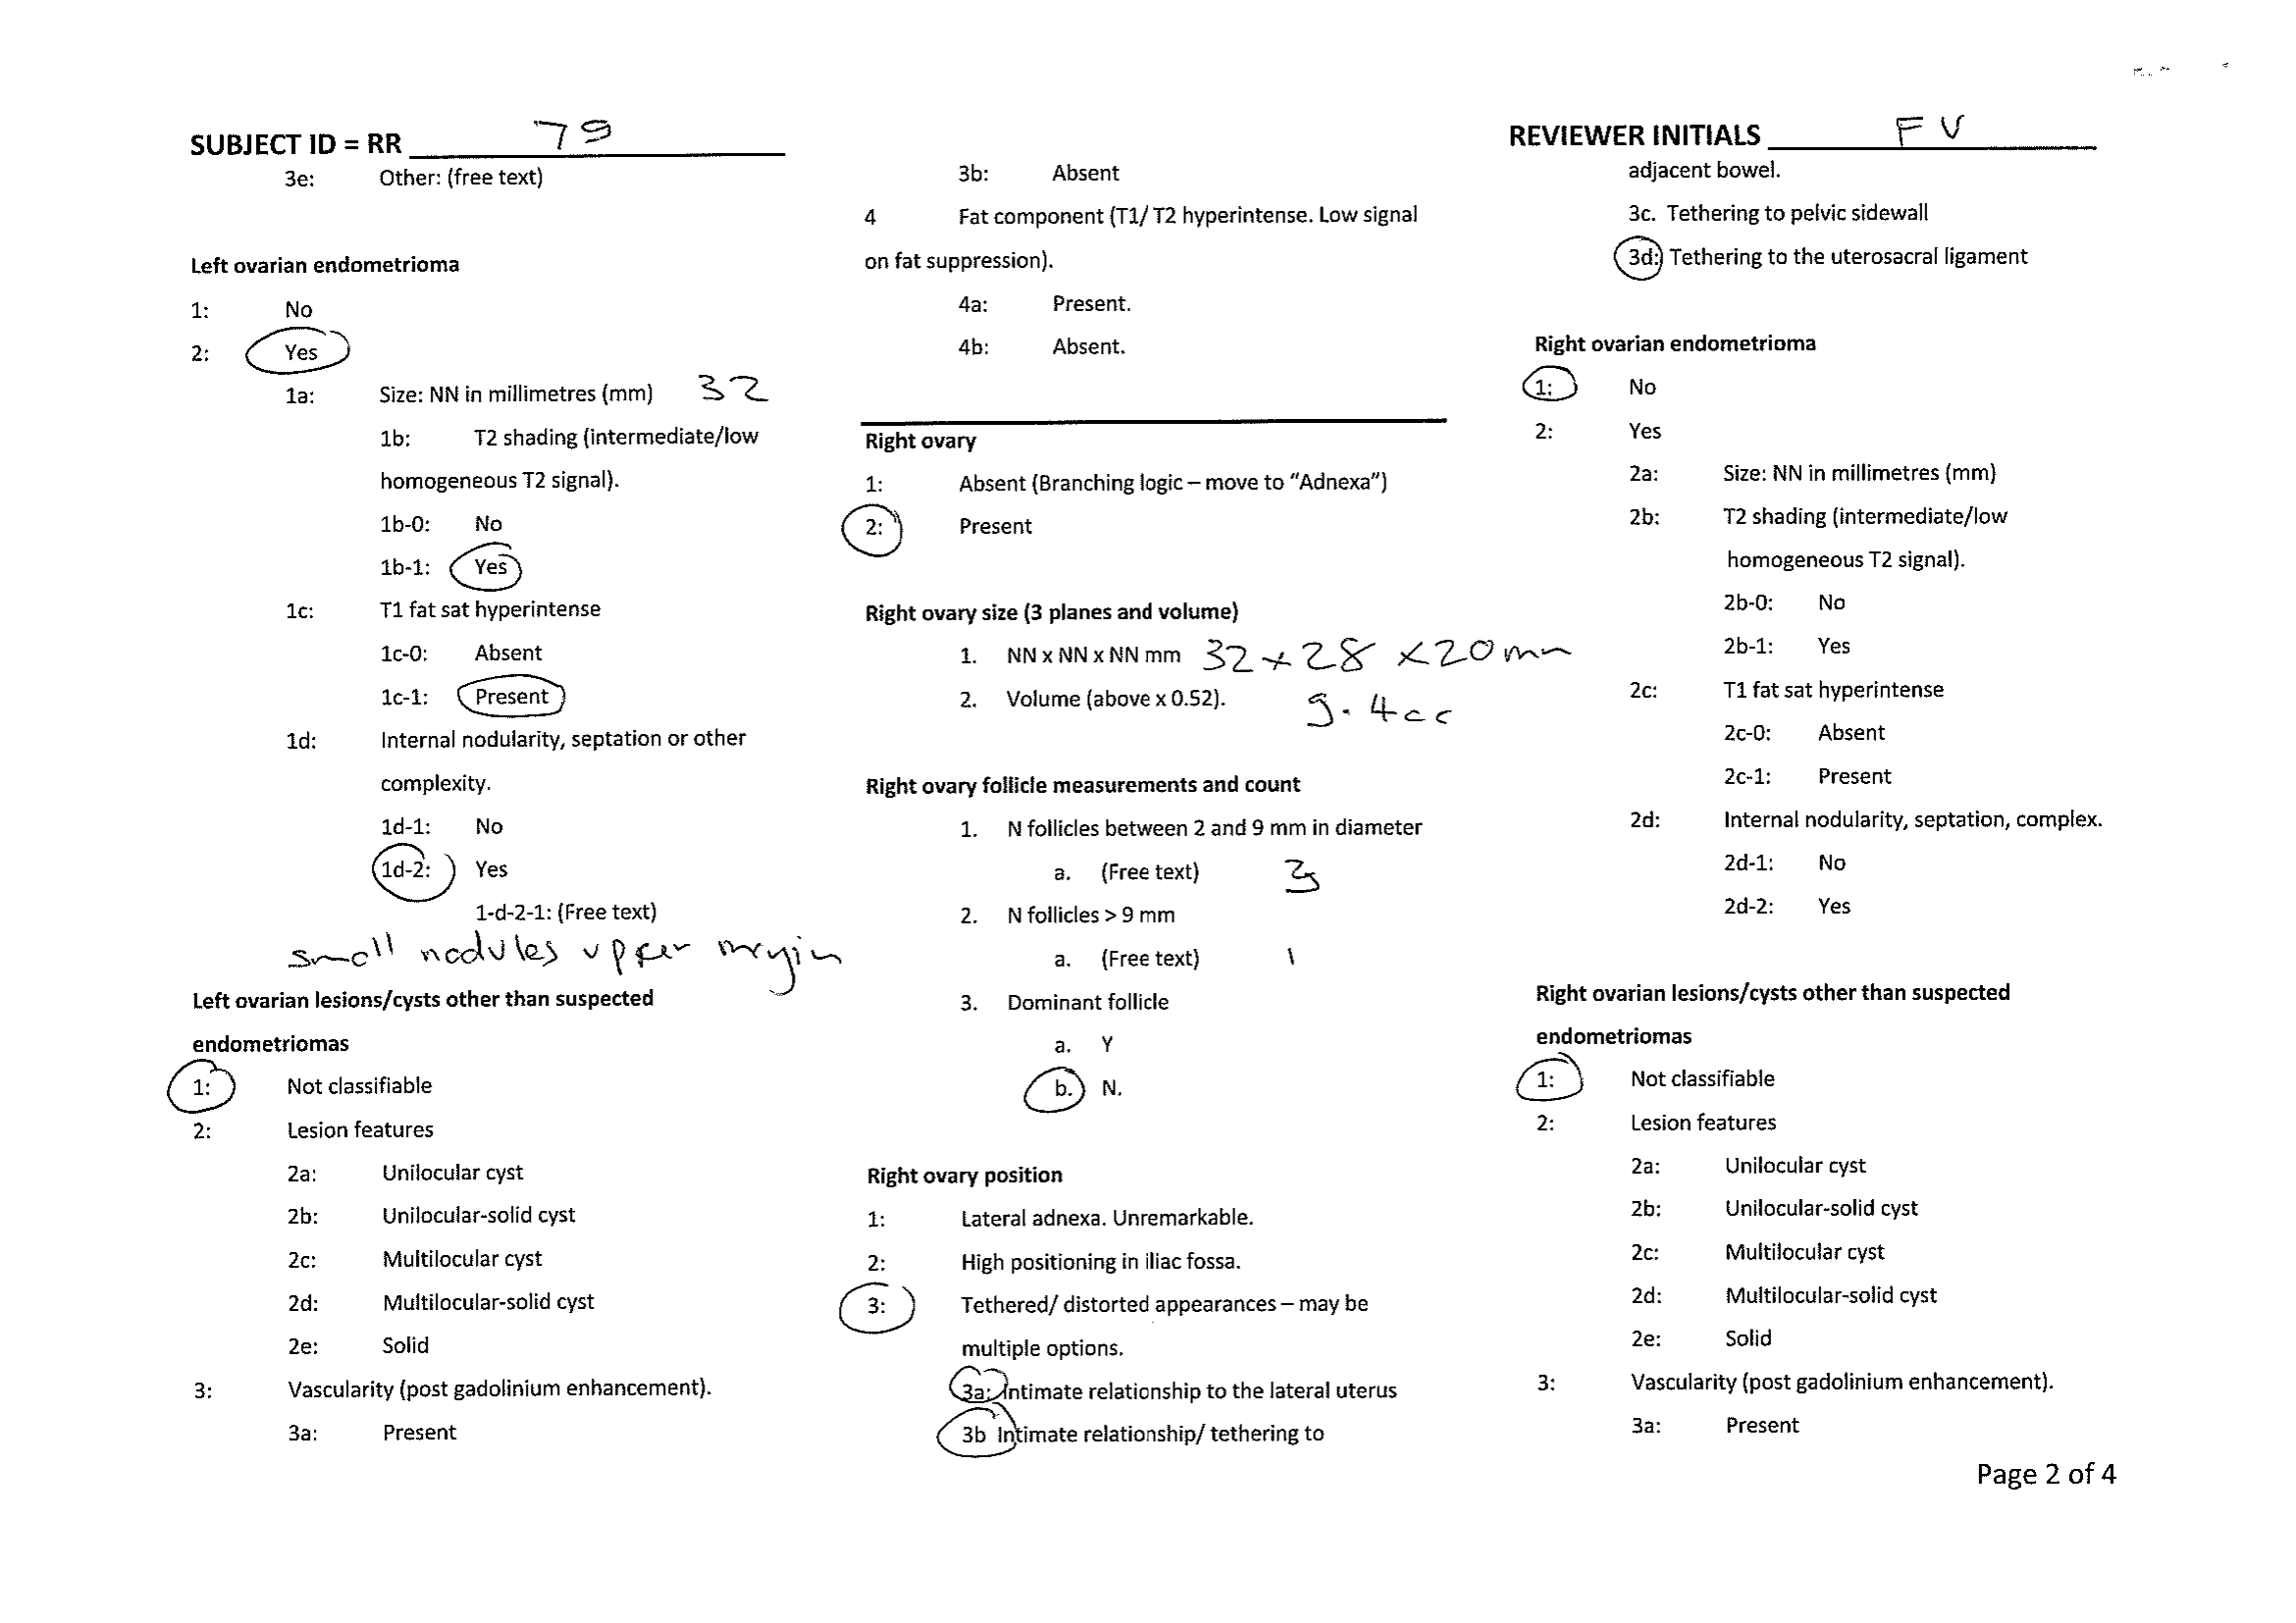 SUBJECT ID = RR 79
3e: Other: (free text)
Left ovarian endometrioma
1: No
2: Yes
1a: Size: NN in millimetres (mm) 32
1b: T2 shading (intermediate/low
homogeneous T2 signal).
1b-0: No
1b-1: Yes
1c: T1 fat sat hyperintense
1c-0: Absent
1c-1: Present
1d: Internal nodularity, septation or other
complexity.
1d-1: No
1d-2: Yes
1-d-2-1: (Free text)
small nodules upper margin
Left ovarian lesions/cysts other than suspected
endometriomas
1: Not classifiable
2: Lesion features
2a: Unilocular cyst
2b: Unilocular-solid cyst
2c: Multilocular cyst
2d: Multilocular-solid cyst
2e: Solid
3: Vascularity (post gadolinium enhancement).
3a: Present
3b: Absent
4 Fat component (T1/ T2 hyperintense. Low signal
on fat suppression).
4a: Present.
4b: Absent.
Right ovary
1: Absent (Branching logic – move to “Adnexa”)
2: Present
Right ovary size (3 planes and volume)
1. NN x NN x NN mm 32 x 28 x 20mm
2. Volume (above x 0.52). 9.4cc
Right ovary follicle measurements and count
1. N follicles between 2 and 9 mm in diameter
a. (Free text)
2. N follicles > 9 mm
a. (Free text) 1
3. Dominant follicle
a. Y
b. N.
Right ovary position
1: Lateral adnexa. Unremarkable.
2: High positioning in iliac fossa.
3: Tethered/ distorted appearances – may be
multiple options.
3a: Intimate relationship to the lateral uterus
3b Intimate relationship/ tethering to
REVIEWER INITIALS FV
adjacent bowel.
3c. Tethering to pelvic sidewall
3d: Tethering to the uterosacral ligament
Right ovarian endometrioma
1: No
2: Yes
2a: Size: NN in millimetres (mm)
2b: T2 shading (intermediate/low
homogeneous T2 signal).
2b-0: No
2b-1: Yes
2c: T1 fat sat hyperintense
2c-0: Absent
2c-1: Present
2d: Internal nodularity, septation, complex.
2d-1: No
2d-2: Yes
Right ovarian lesions/cysts other than suspected
endometriomas
1: Not classifiable
2: Lesion features
2a: Unilocular cyst
2b: Unilocular-solid cyst
2c: Multilocular cyst
2d: Multilocular-solid cyst
2e: Solid
3: Vascularity (post gadolinium enhancement).
3a: Present
Page 2 of 4